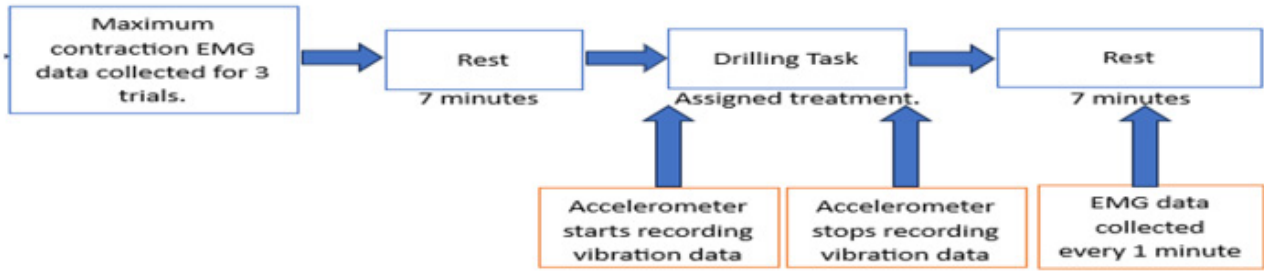 Maximum
contraction EMG
data collected for 3
trials.
Rest
7 minutes
Drilling Task
Assigned treatment.
Rest
7 minutes
Accelerometer
starts recording
vibration data
Accelerometer
stops recording
vibration data
EMG data
collected
every 1 minute